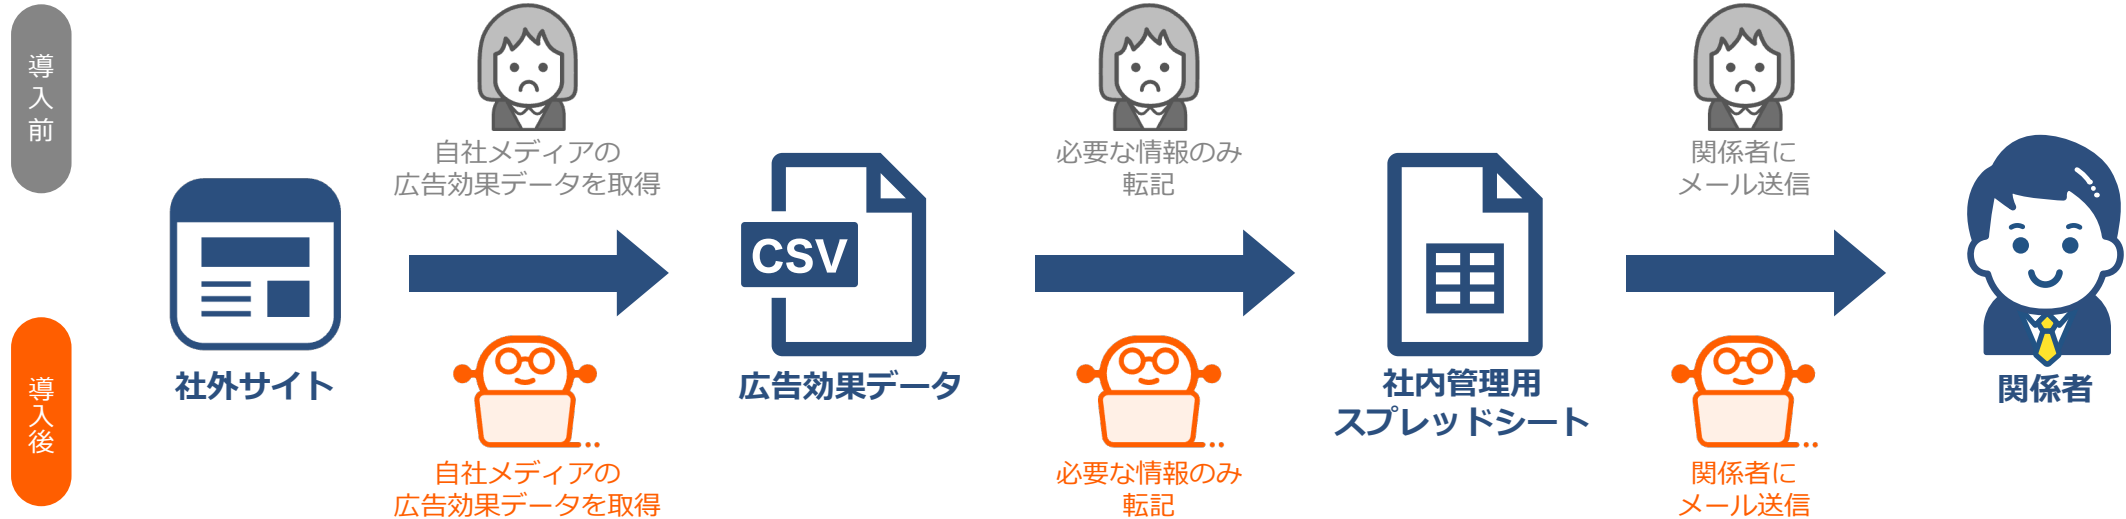 導入前
自社メディアの
広告効果データを取得
必要な情報のみ
転記
関係者に
メール送信
社外サイト
CSV
広告効果データ
社内管理用
スプレッドシート
関係者
導入後
自社メディアの
広告効果データを取得
必要な情報のみ
転記
関係者に
メール送信